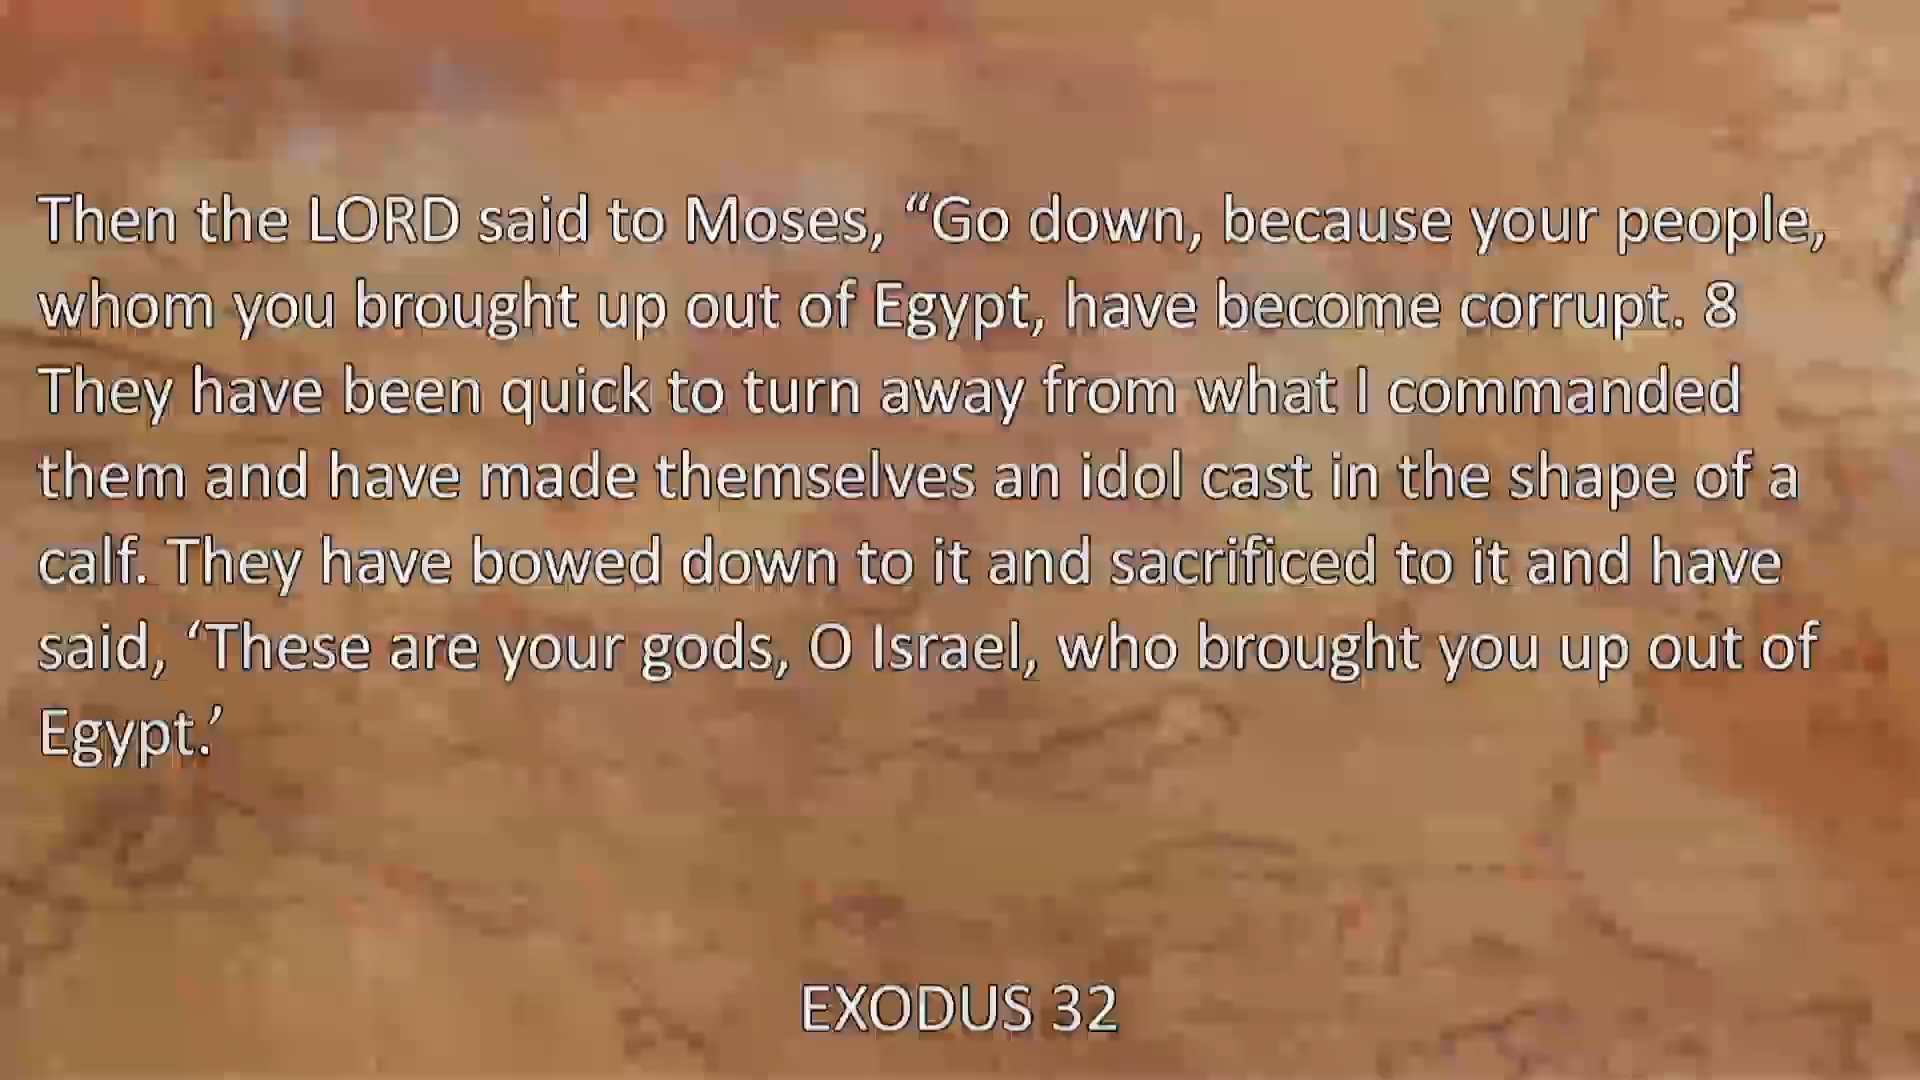 Then the LORD said to Moses, “Go down, because your people,
whom you brought up out of Egypt, have become corrupt. 8
They have been quick to turn away from what I commanded
them and have made themselves an idol cast in the shape of a
calf. They have bowed down to it and sacrificed to it and have
said, ‘These are your gods, O Israel, who brought you up out of
Egypt.’
EXODUS 32